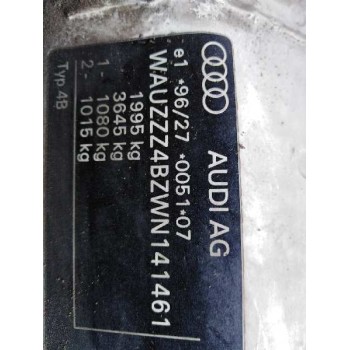 AUDI AG
e1 *96/27 *0051*07
WAUZZZ4BZWN141461
1995 kg
3645 kg
1 - 1080 kg
2 - 1015 kg
Typ 4B